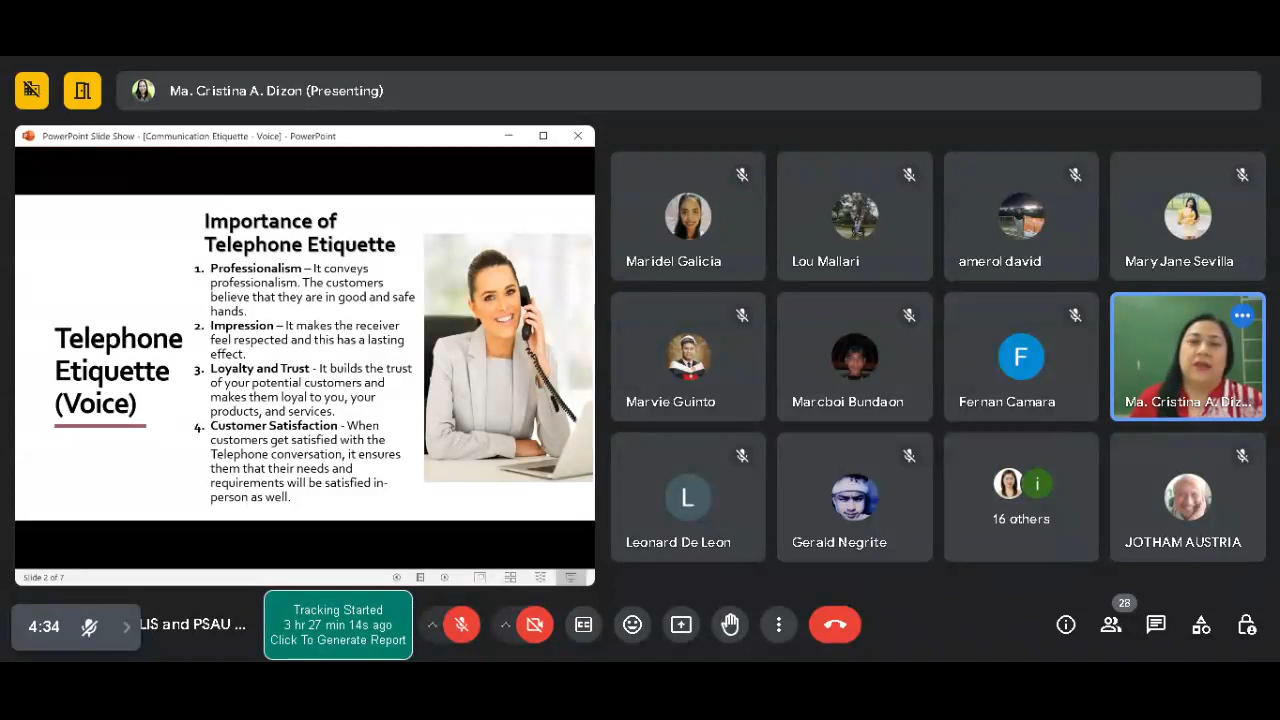 Ma. Cristina A. Dizon (Presenting)
PowerPoint Slide Show - [Communication Etiquette - Voice] - PowerPoint
Telephone
Etiquette
(Voice)
Importance of
Telephone Etiquette
1. Professionalism – It conveys
professionalism. The customers
believe that they are in good and safe
hands.
2. Impression – It makes the receiver
feel respected and this has a lasting
effect.
3. Loyalty and Trust - It builds the trust
of your potential customers and
makes them loyal to you, your
products, and services.
4. Customer Satisfaction - When
customers get satisfied with the
Telephone conversation, it ensures
them that their needs and
requirements will be satisfied in-
person as well.
Slide 2 of 7
Maridel Galicia
Lou Mallari
amerol david
Mary Jane Sevilla
Marvie Guinto
Marcboi Bundaon
F
Fernan Camara
Ma. Cristina A. Diz...
L
Leonard De Leon
Gerald Negrite
i
16 others
JOTHAM AUSTRIA
4:34
LIS and PSAU ...
Tracking Started
3 hr 27 min 14s ago
Click To Generate Report
28